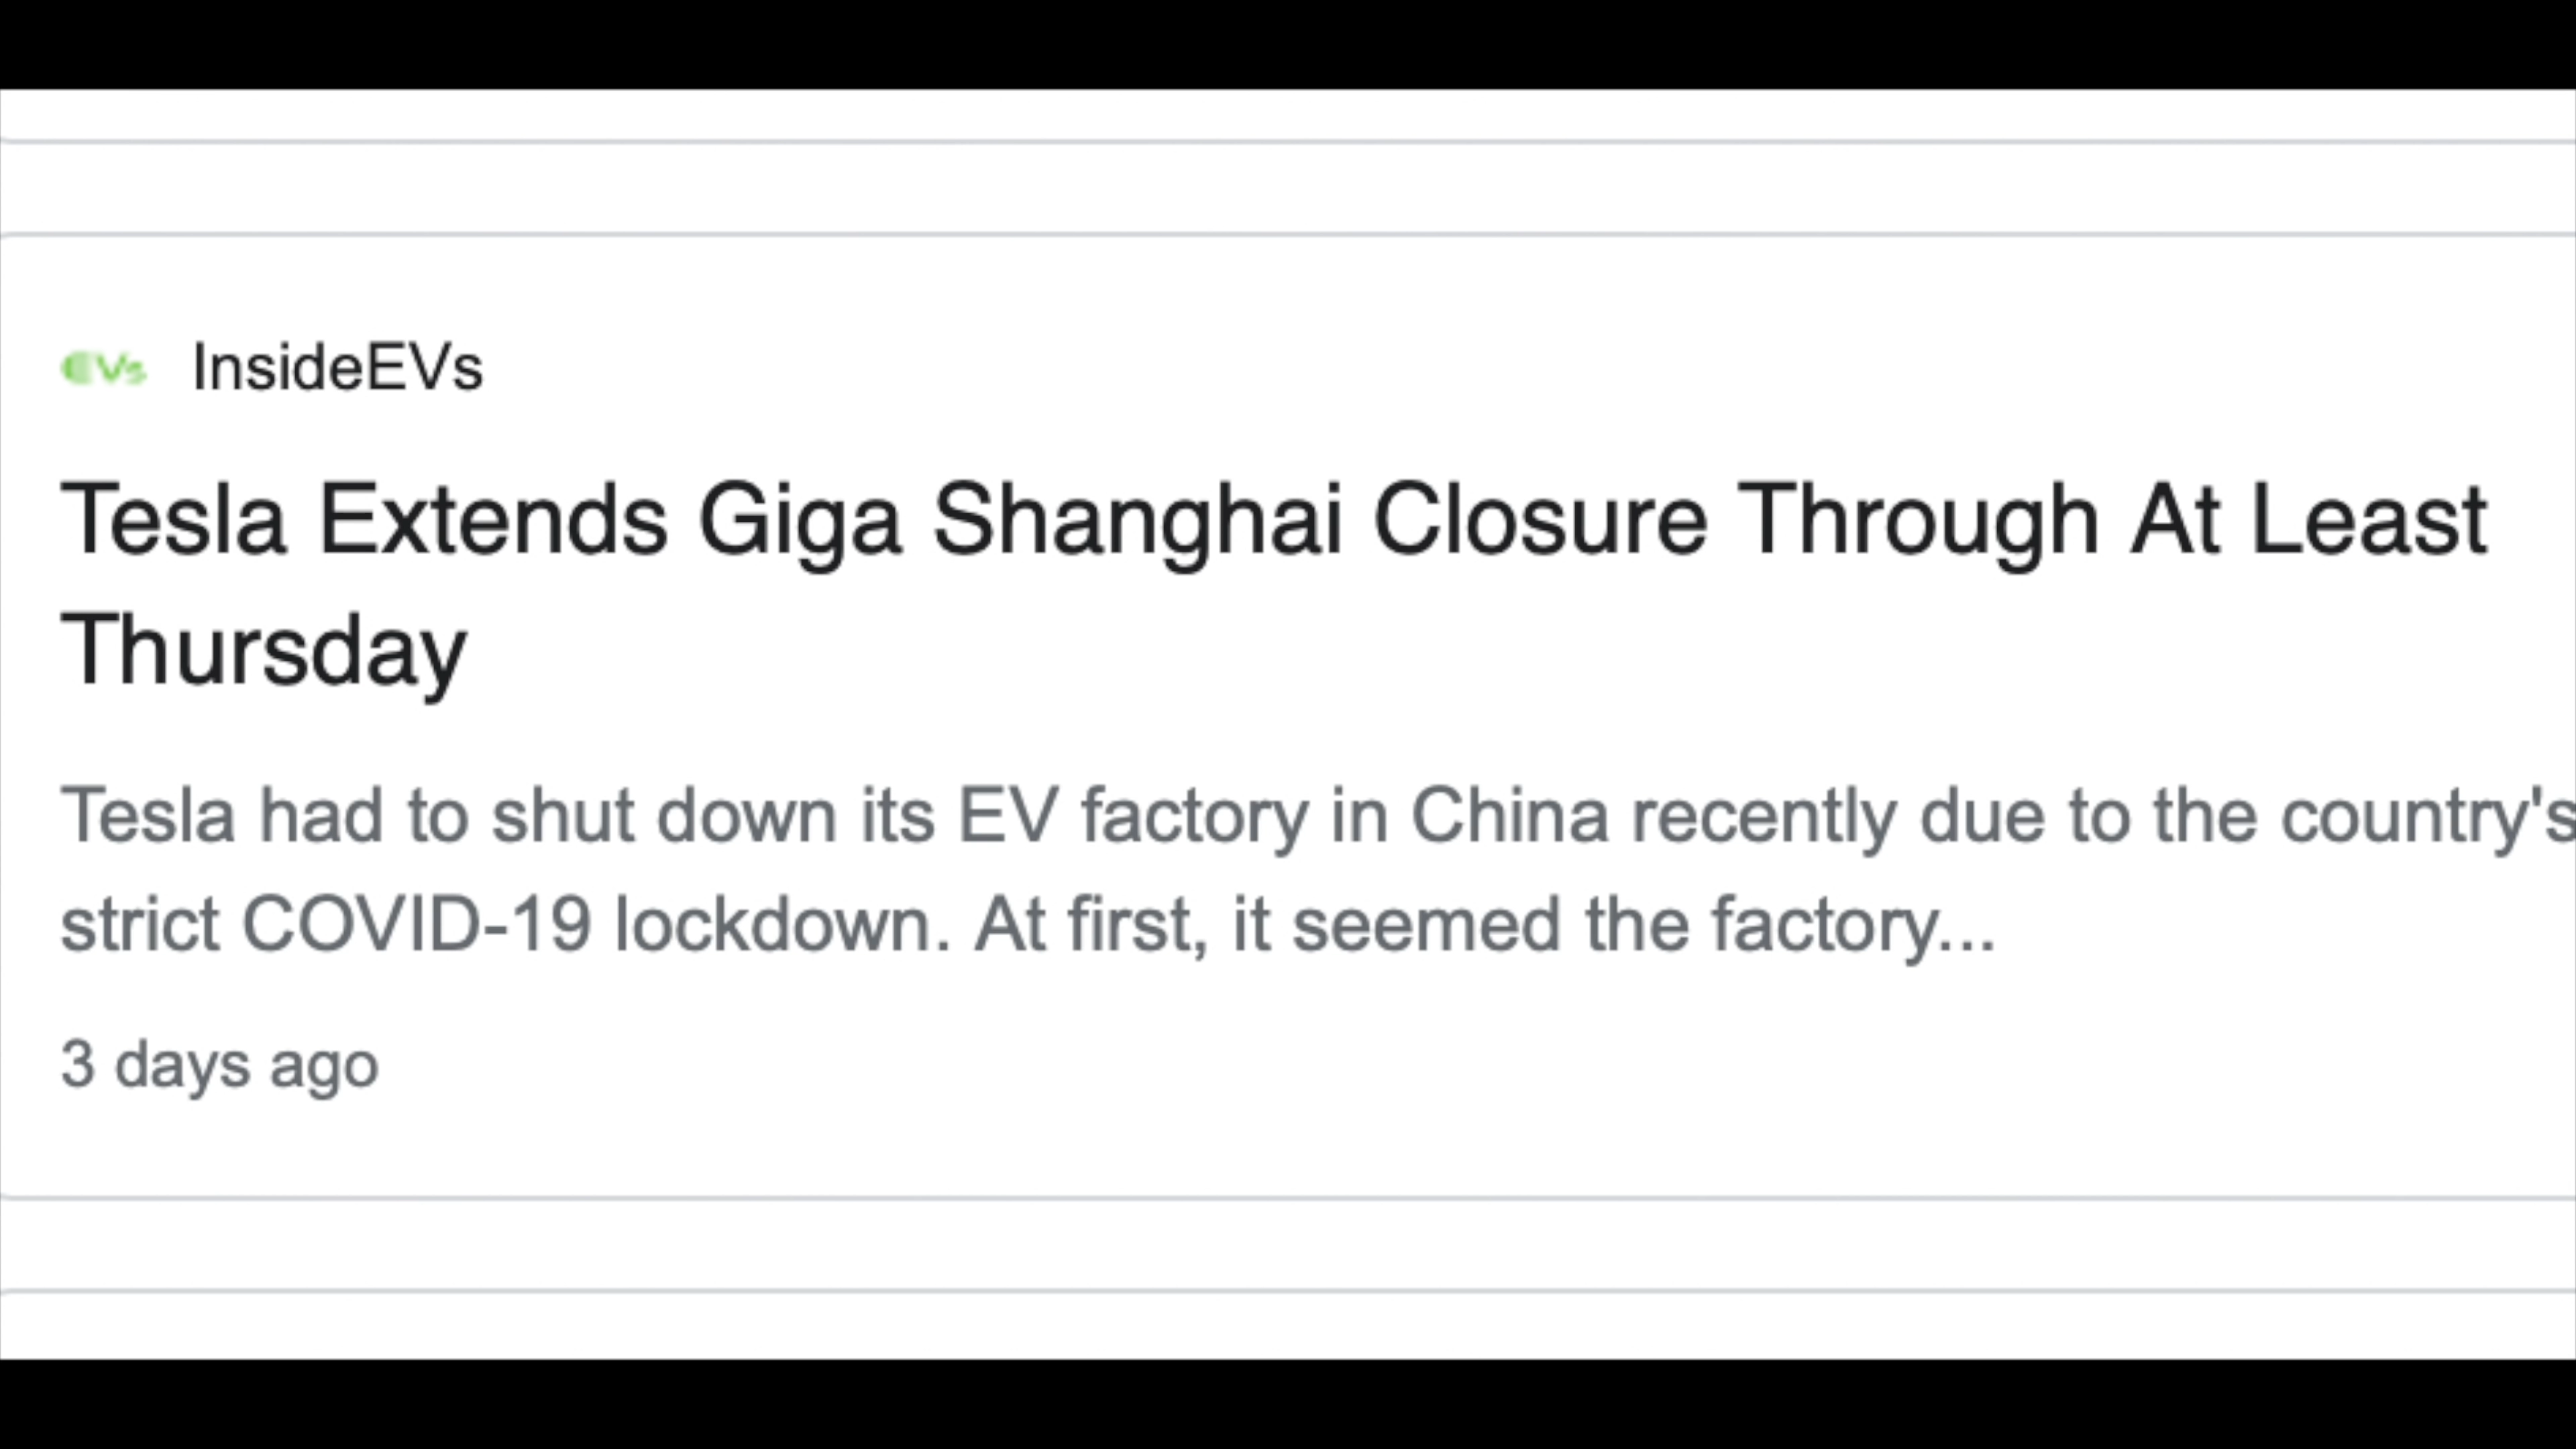 EVs InsideEVs
Tesla Extends Giga Shanghai Closure Through At Least
Thursday
Tesla had to shut down its EV factory in China recently due to the country's
strict COVID-19 lockdown. At first, it seemed the factory...
3 days ago